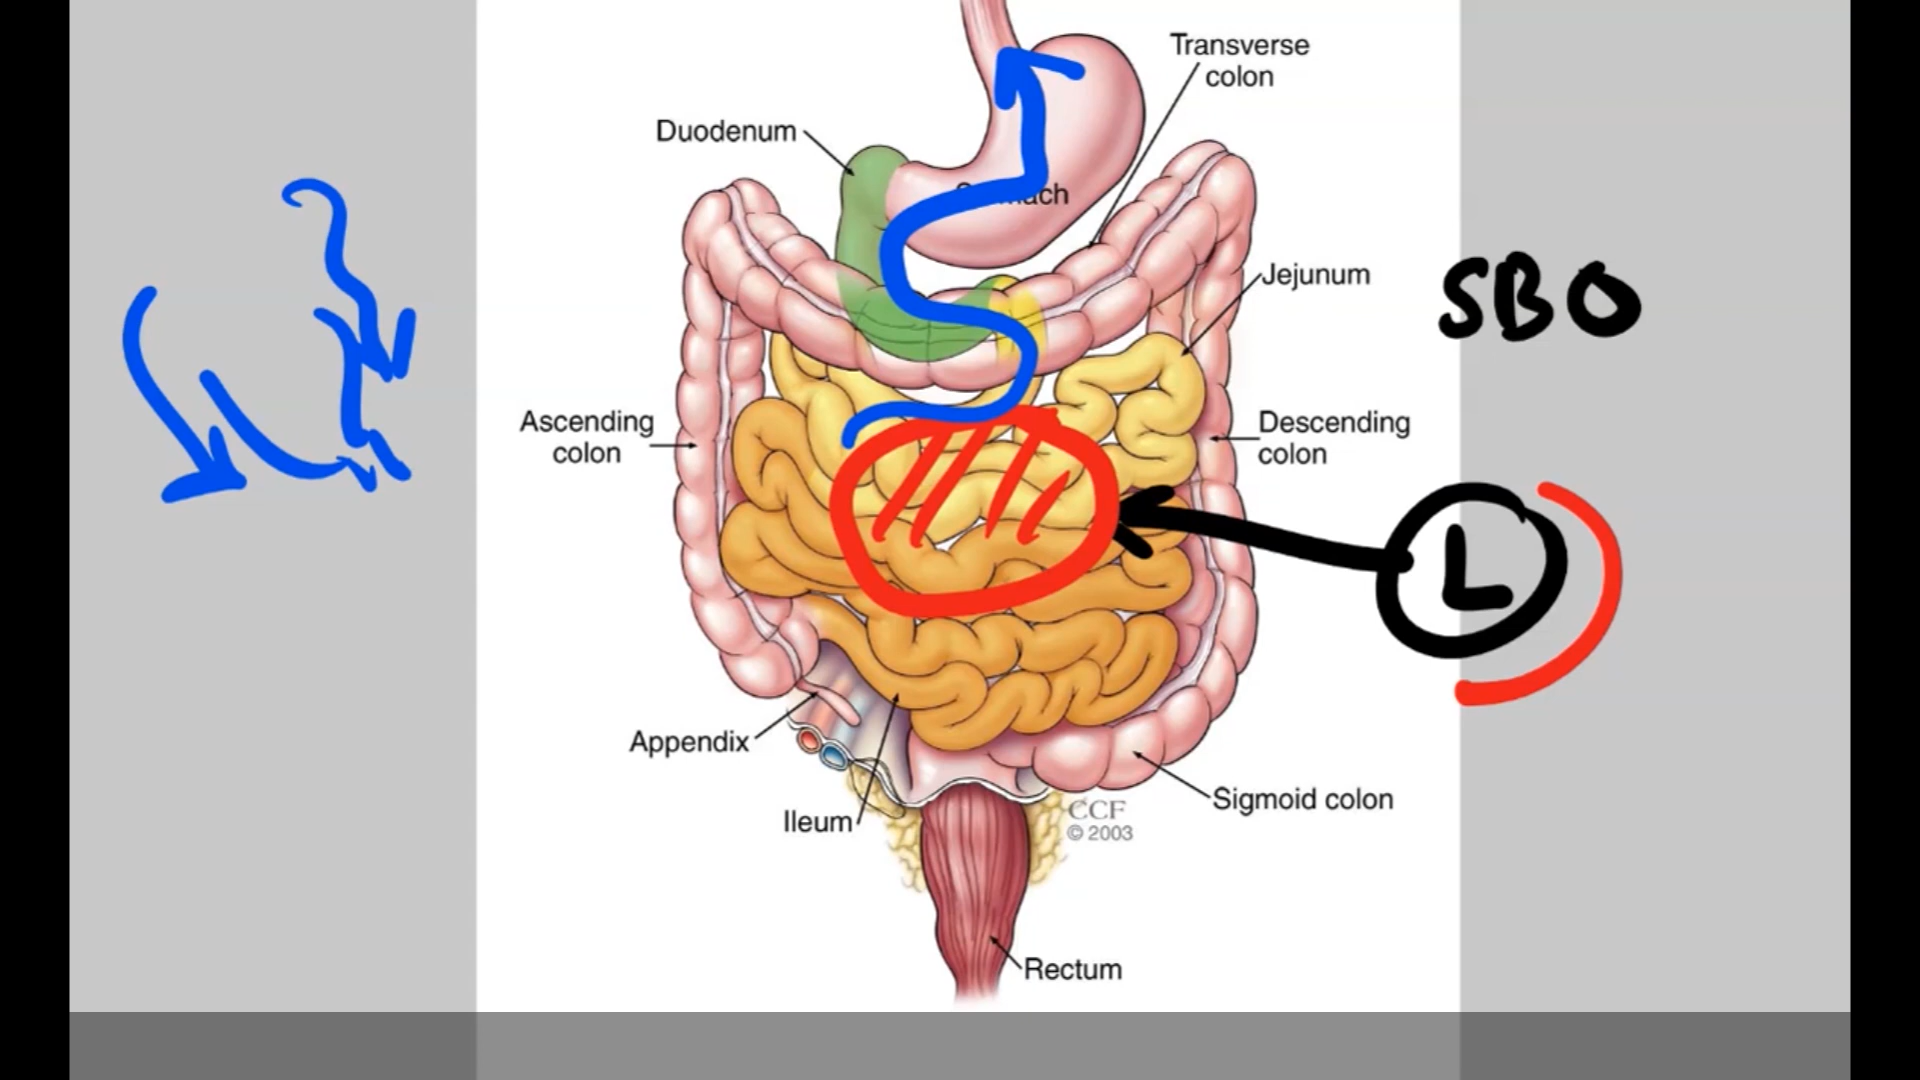 Transverse
colon
Duodenum
Stomach
Jejunum
SBO
Ascending
colon
Descending
colon
L
Appendix
Ileum
Sigmoid colon
CCF
© 2003
Rectum